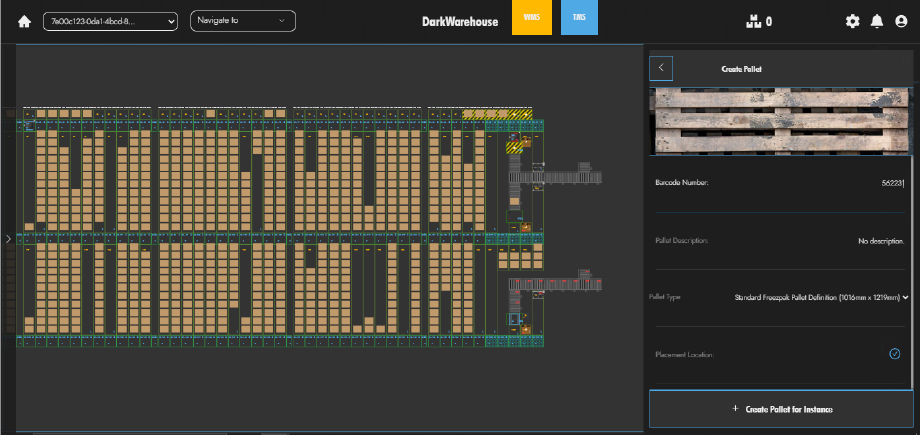 7e00c123-0da1-4bcd-8...
Navigate to
DarkWarehouse
WMS
TMS
0
Create Pallet
Barcode Number:
56223
Pallet Description:
No description.
Pallet Type:
Standard Freezpak Pallet Definition (1016mm x 1219mm)
Placement Location:
+ Create Pallet for Instance